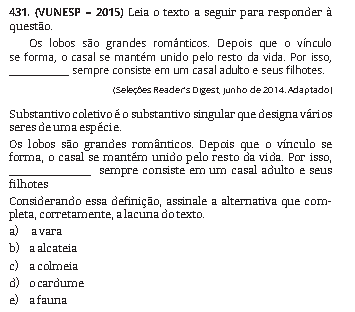 431. (VUNESP – 2015) Leia o texto a seguir para responder à
questão.
Os lobos são grandes românticos. Depois que o vínculo
se forma, o casal se mantém unido pelo resto da vida. Por isso,
____________ sempre consiste em um casal adulto e seus filhotes.
(Seleções Reader's Digest, junho de 2014. Adaptado)
Substantivo coletivo é o substantivo singular que designa vários
seres de uma espécie.
Os lobos são grandes românticos. Depois que o vínculo se
forma, o casal se mantém unido pelo resto da vida. Por isso,
________________ sempre consiste em um casal adulto e seus
filhotes
Considerando essa definição, assinale a alternativa que com-
pleta, corretamente, a lacuna do texto.
a) a vara
b) a alcateia
c) a colmeia
d) o cardume
e) a fauna